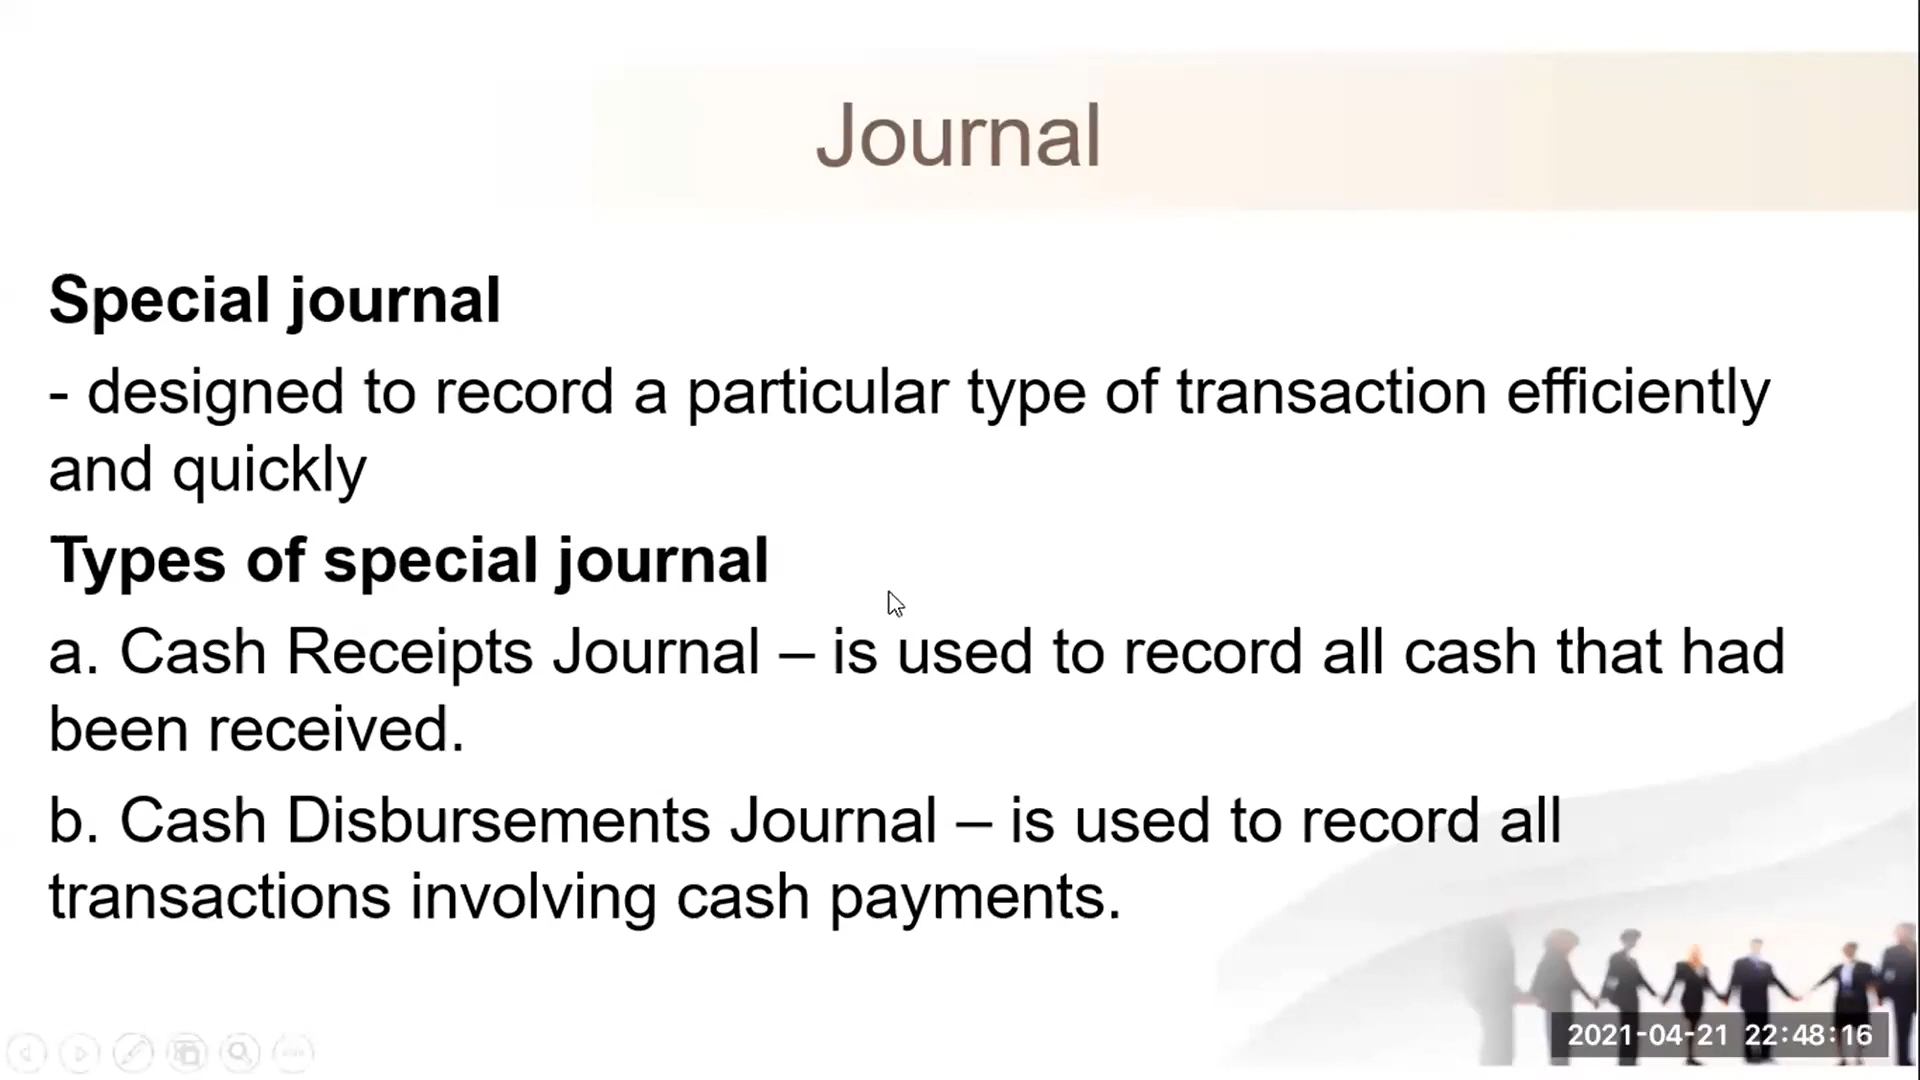 Journal
Special journal
- designed to record a particular type of transaction efficiently
and quickly
Types of special journal
a. Cash Receipts Journal – is used to record all cash that had
been received.
b. Cash Disbursements Journal – is used to record all
transactions involving cash payments.
2021-04-21 22:48:16